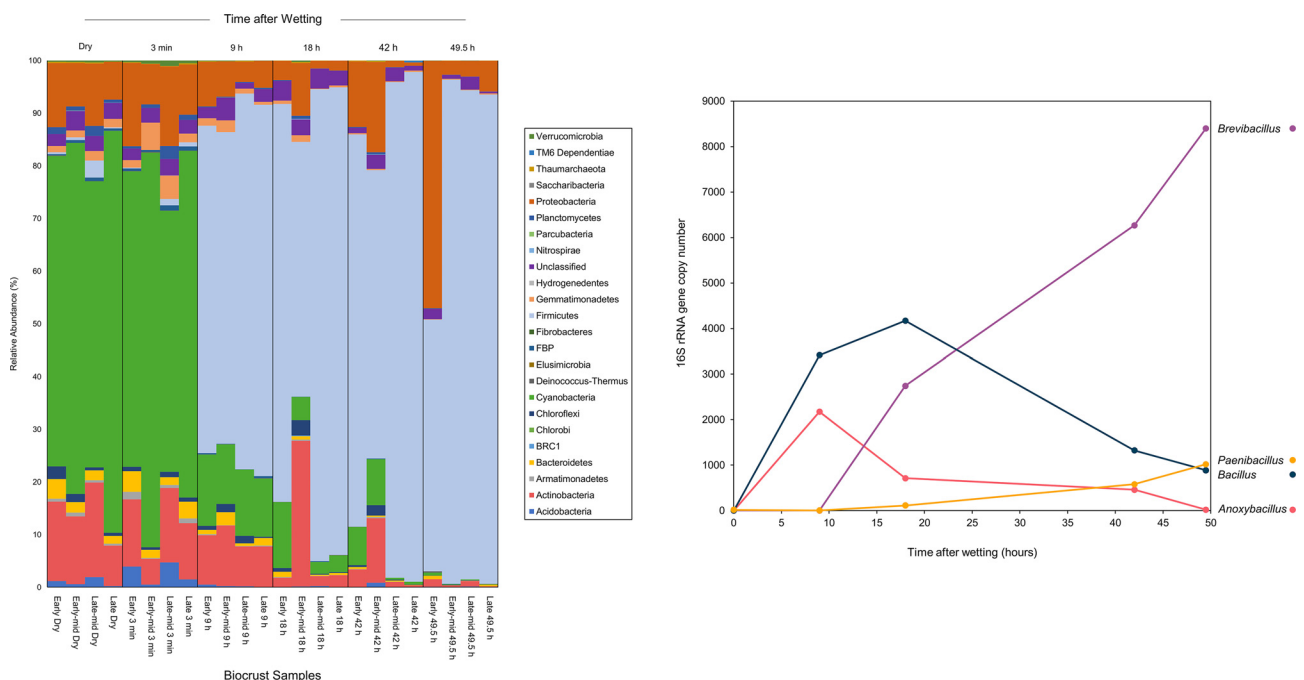 Time after Wetting
Dry
3 min
9 h
18 h
42 h
49.5 h
Relative Abundance (%)
100
90
80
70
60
50
40
30
20
10
0
Early Dry
Early-mid Dry
Late-mid Dry
Late Dry
Early 3 min
Early-mid 3 min
Late-mid 3 min
Late 3 min
Early 9 h
Early-mid 9 h
Late-mid 9 h
Late 9 h
Early 18 h
Early-mid 18 h
Late-mid 18 h
Late 18 h
Early 42 h
Early-mid 42 h
Late-mid 42 h
Late 42 h
Early 49.5 h
Early-mid 49.5 h
Late-mid 49.5 h
Late 49.5 h
Biocrust Samples
Verrucomicrobia
TM6 Dependentiae
Thaumarchaeota
Saccharibacteria
Proteobacteria
Planctomycetes
Parcubacteria
Nitrospirae
Unclassified
Hydrogenedentes
Gemmatimonadetes
Firmicutes
Fibrobacteres
FBP
Elusimicrobia
Deinococcus-Thermus
Cyanobacteria
Chloroflexi
Chlorobi
BRC1
Bacteroidetes
Armatimonadetes
Actinobacteria
Acidobacteria
16S rRNA gene copy number
9000
8000
7000
6000
5000
4000
3000
2000
1000
0
0
5
10
15
20
25
30
35
40
45
50
Time after wetting (hours)
Brevibacillus
Paenibacillus
Bacillus
Anoxybacillus